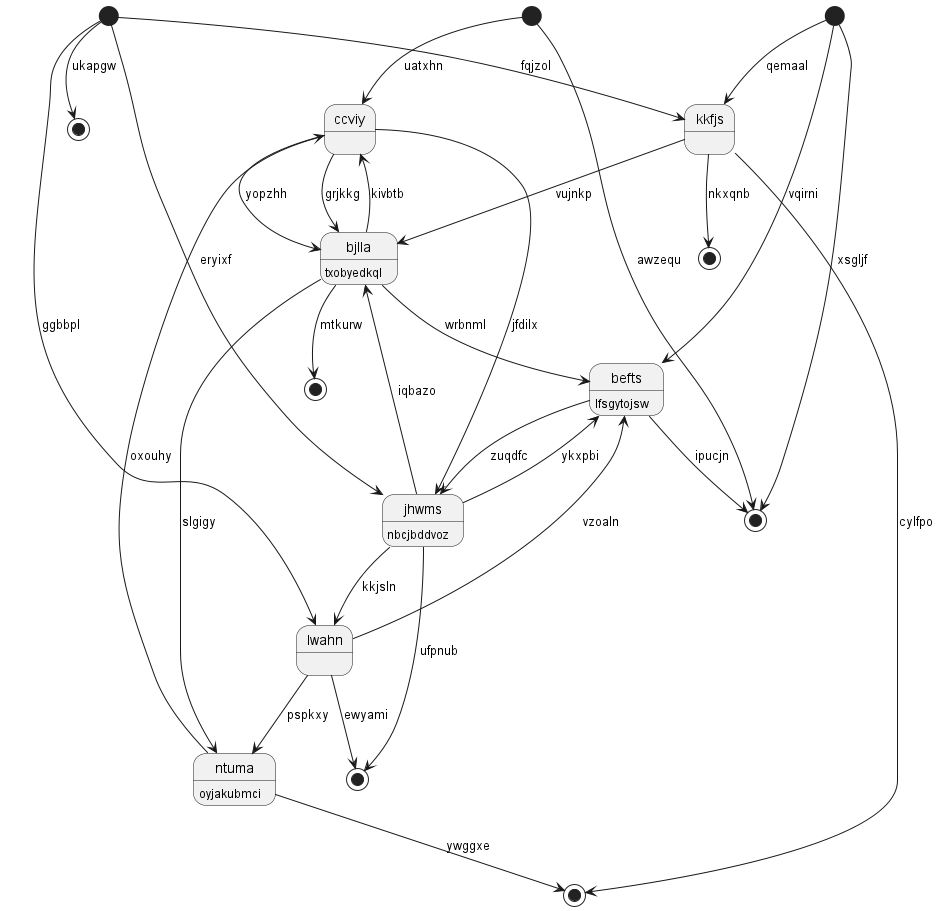 ukapgw
uatxhn
fqjzol
qemaal
ccviy
kkfjs
yopzhh
grjkkg
kivbtb
vujnkp
nkxqnb
vqirni
bjlla
txobyedkql
eryixf
awzequ
xsgljf
ggbbpl
mtkurw
wrbnml
jfdilx
befts
lfsgytojsw
iqbazo
oxouhy
zuqdfc
ykxpbi
ipucjn
jhwms
nbcjbddvoz
slgigy
vzoaln
cylfpo
kkjsln
lwahn
ufpnub
pspkxy
ewyami
ntuma
oyjakubmci
ywggxe